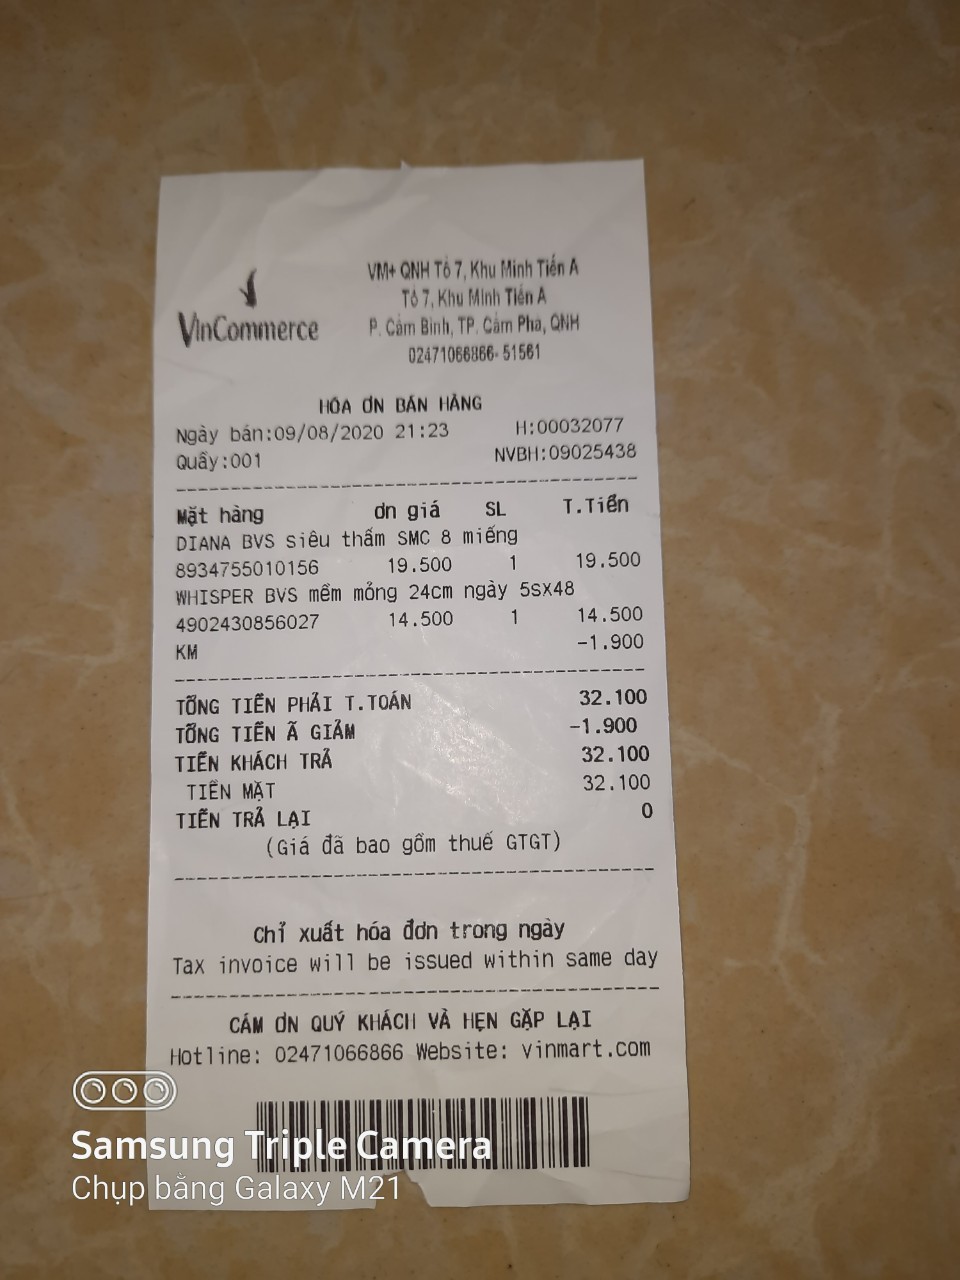 VM+ QNH Tổ 7, Khu Minh Tiến A
Tổ 7, Khu Minh Tiến A
P. Cẩm Bình, TP. Cẩm Phả, QNH
02471066866- 51561
VinCommerce
HÓA ƠN BÁN HÀNG
Ngày bán:09/08/2020 21:23 H:00032077
Quầy:001 NVBH:09025438
Mặt hàng ơn giá SL T.Tiền
DIANA BVS siêu thấm SMC 8 miếng
8934755010156 19.500 1 19.500
WHISPER BVS mềm mỏng 24cm ngày 5sx48
4902430856027 14.500 1 14.500
KM -1.900
TỔNG TIỀN PHẢI T.TOÁN 32.100
TỔNG TIỀN Ã GIẢM -1.900
TIỀN KHÁCH TRẢ 32.100
TIỀN MẶT 32.100
TIỀN TRẢ LẠI 0
(Giá đã bao gồm thuế GTGT)
Chỉ xuất hóa đơn trong ngày
Tax invoice will be issued within same day
CÁM ƠN QUÝ KHÁCH VÀ HẸN GẶP LẠI
Hotline: 02471066866 Website: vinmart.com
Samsung Triple Camera
Chụp bằng Galaxy M21